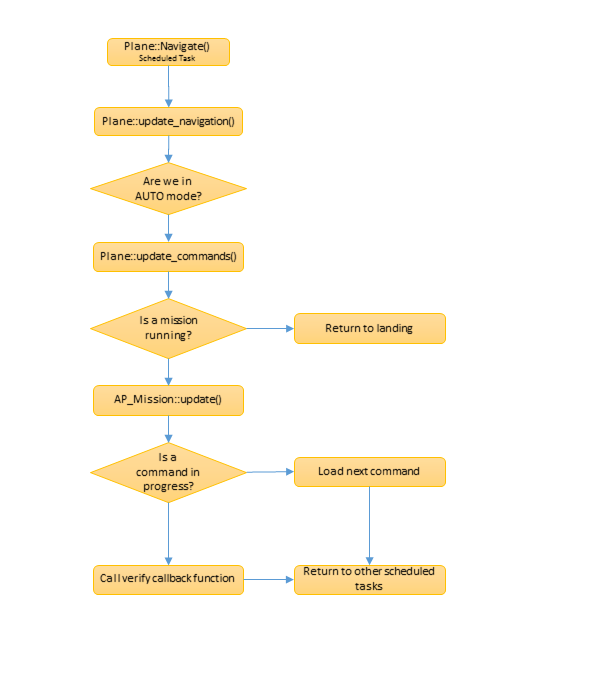 Plane::Navigate()
Scheduled Task
Plane::update_navigation()
Are we in
AUTO mode?
Plane::update_commands()
Is a mission
running?
Return to landing
AP_Mission::update()
Is a
command in
progress?
Load next command
Call verify callback function
Return to other scheduled
tasks